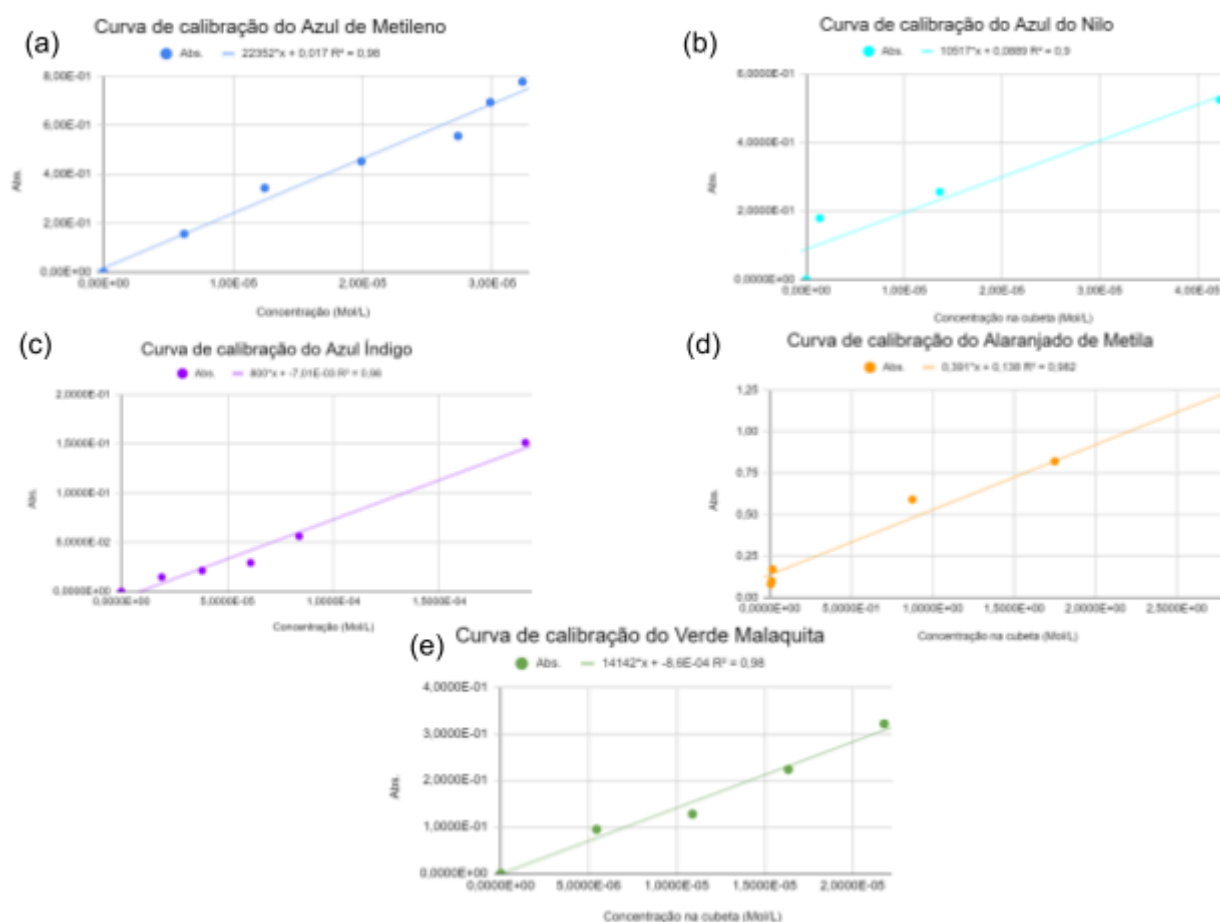 (a)
Curva de calibração do Azul de Metileno
Abs. 22352*x + 0,017 R² = 0,98
8,00E-01
6,00E-01
4,00E-01
2,00E-01
0,00E+00
Abs.
0,00E+00 1,00E-05 2,00E-05 3,00E-05
Concentração (Mol/L)
(b)
Curva de calibração do Azul do Nilo
Abs. 10517*x + 0,0889 R² = 0,9
6,0000E-01
4,0000E-01
2,0000E-01
0,0000E+00
Abs.
0,00E+00 1,00E-05 2,00E-05 3,00E-05 4,00E-05
Concentração na cubeta (Mol/L)
(c)
Curva de calibração do Azul Índigo
Abs. 800*x + -7,01E-03 R² = 0,96
2,0000E-01
1,5000E-01
1,0000E-01
5,0000E-02
0,0000E+00
Abs.
0,0000E+00 5,0000E-05 1,0000E-04 1,5000E-04
Concentração (Mol/L)
(d)
Curva de calibração do Alaranjado de Metila
Abs. 0,391*x + 0,138 R² = 0,982
1,25
1,00
0,75
0,50
0,25
0,00
Abs.
0,0000E+00 5,0000E-01 1,0000E+00 1,5000E+00 2,0000E+00 2,5000E+00
Concentração na cubeta (Mol/L)
(e)
Curva de calibração do Verde Malaquita
Abs. 14142*x + -8,6E-04 R² = 0,98
4,0000E-01
3,0000E-01
2,0000E-01
1,0000E-01
0,0000E+00
Abs.
0,0000E+00 5,0000E-06 1,0000E-05 1,5000E-05 2,0000E-05
Concentração na cubeta (Mol/L)